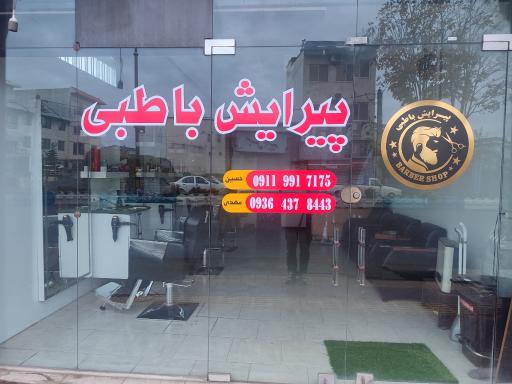 پیرایش باطبی
حسین 0911 991 7175
مهدی 0936 437 8443
پیرایش باطبی
BARBER SHOP